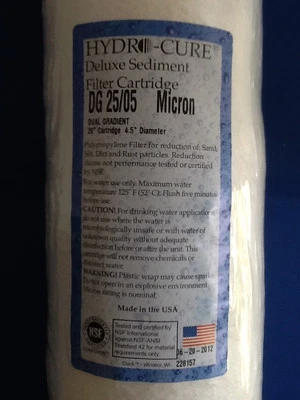 HYDRO-CURE
Deluxe Sediment
Filter Cartridge
DG 25/05 Micron
DUAL GRADIENT
20" Cartridge 4.5" Diameter
Polypropylene Filter for reduction of: Sand,
Silt, Dirt and Rust particles. Reduction
claims not performance tested or certified
by NSF.
For water use only. Maximum water
temperature 125° F (52°C). Flush five minutes
before use.
CAUTION! For drinking water applications,
do not use where the water is
microbiologically unsafe or with water of
unknown quality without adequate
disinfection before or after the unit. This
cartridge will not remove chemicals or
disinfect water.
WARNING! Plastic wrap may cause spark.
Do not open in an explosive environment.
Micron rating is nominal.
Made in the USA
NSF
Tested and certified by
NSF International
against NSF/ANSI
Standard 42 for material
requirements only.
06-20-2012
228157